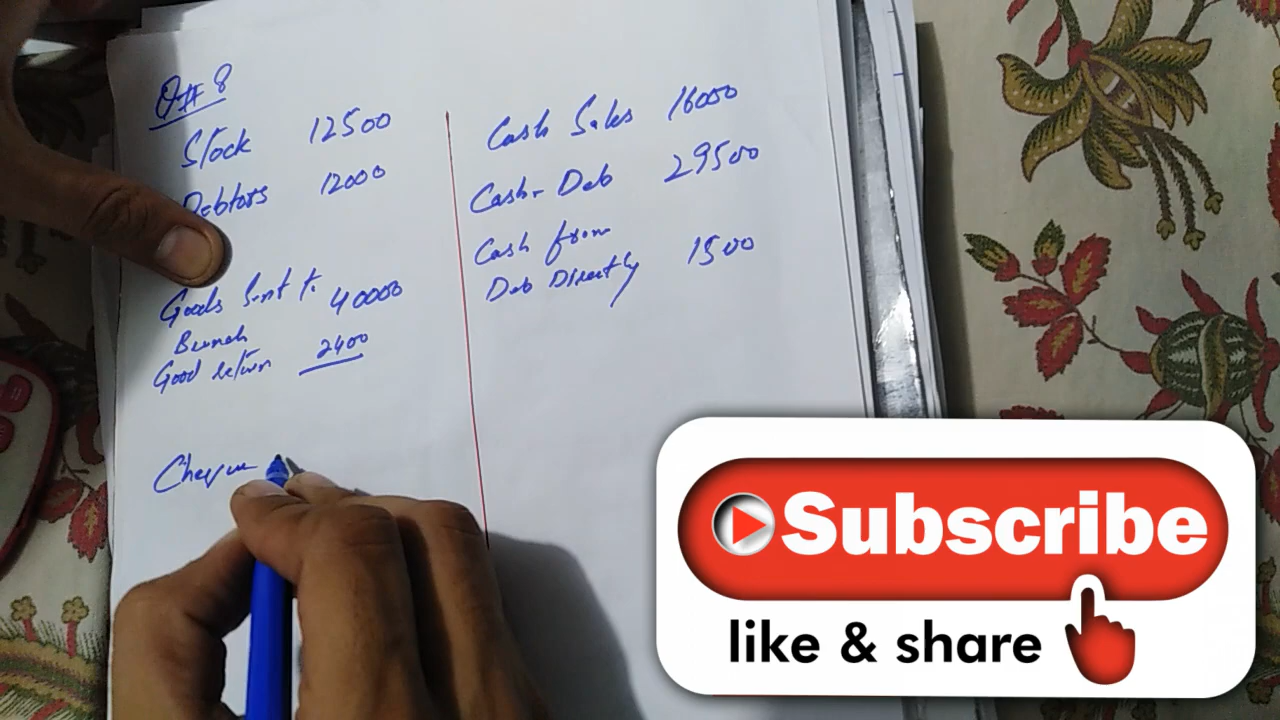 Q#8
Stock 12500
Debtors 12000
Goods Sent to
Branch 40000
Good return 2400
Cheque
Cash Sales 16000
Cash - Deb 29500
Cash from
Deb Directly 1500
Subscribe
like & share